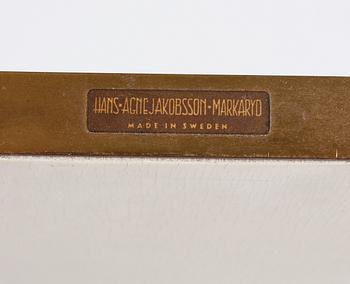 HANS-AGNE JAKOBSSON·MARKARYD
MADE IN SWEDEN